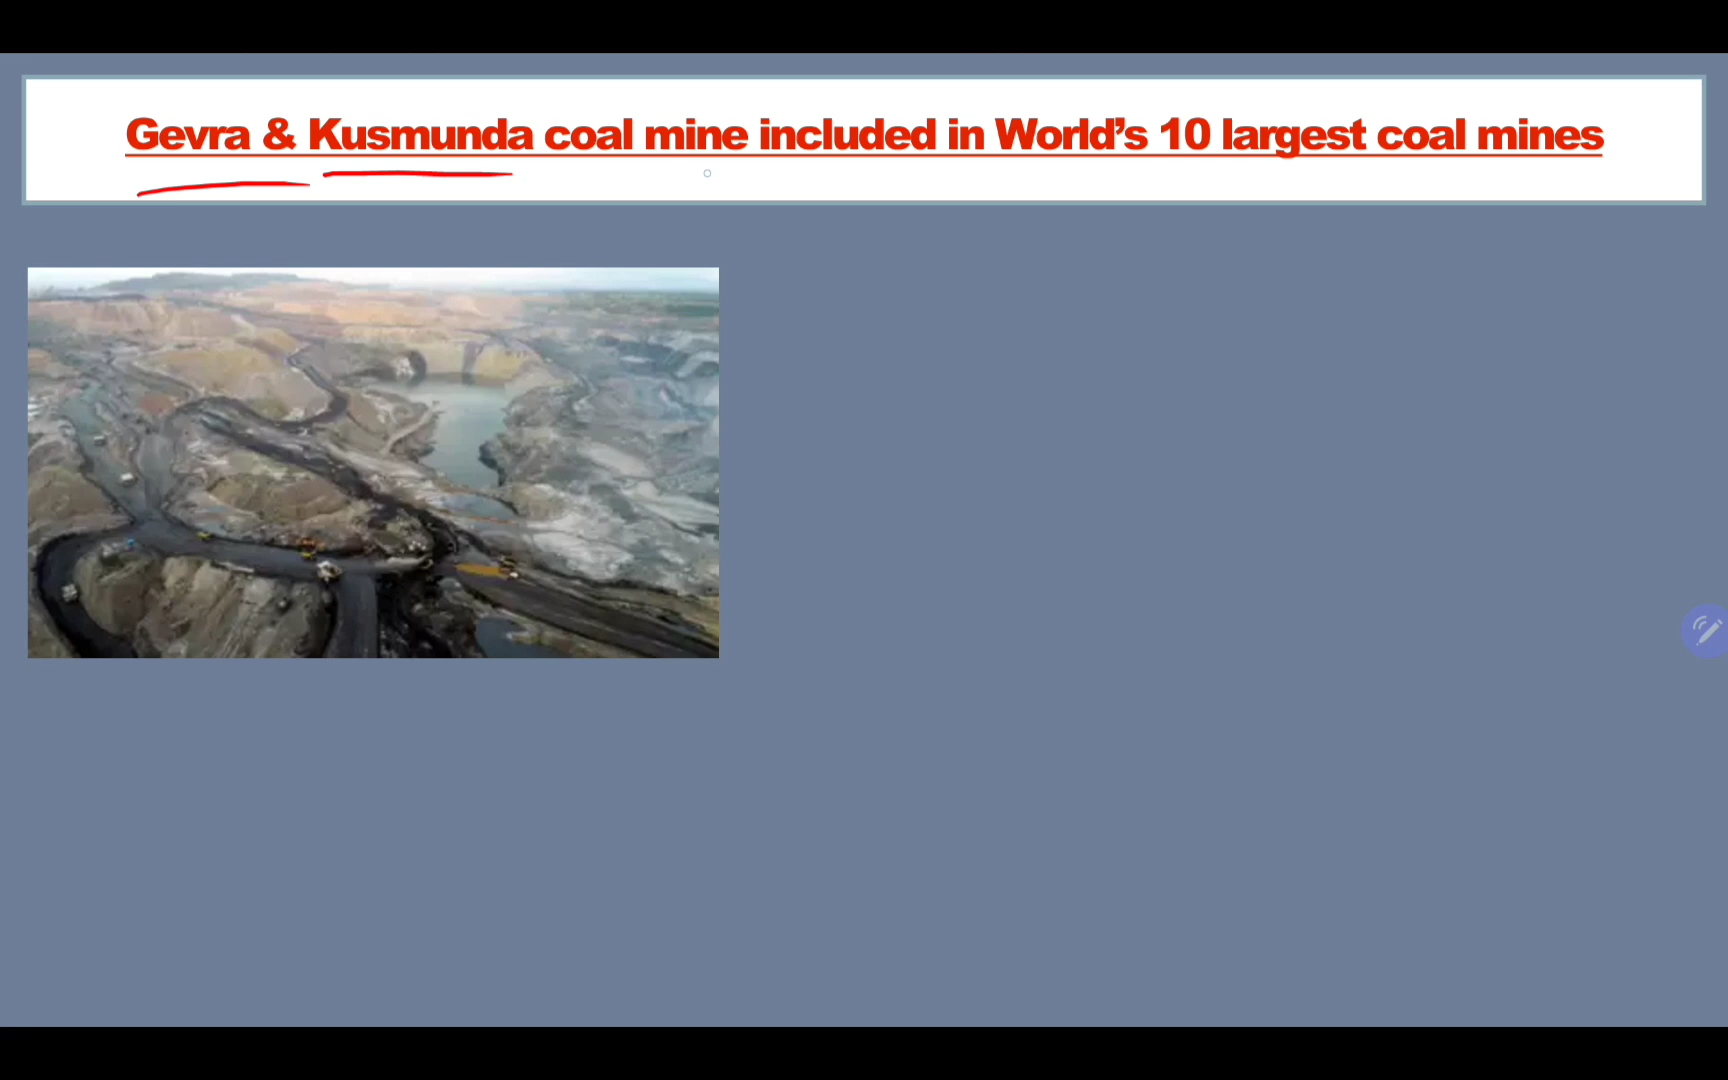 Gevra & Kusmunda coal mine included in World’s 10 largest coal mines